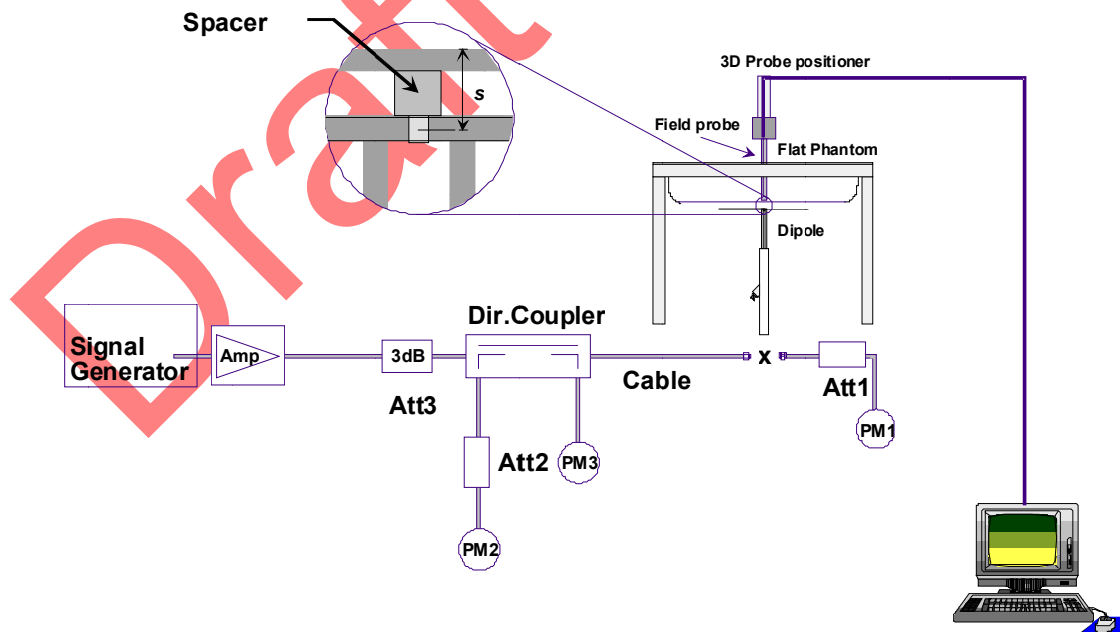 Draft
Spacer
s
3D Probe positioner
Field probe
Flat Phantom
Dipole
Signal
Generator
Amp
3dB
Att3
Dir.Coupler
Cable
x
Att1
PM1
Att2
PM3
PM2